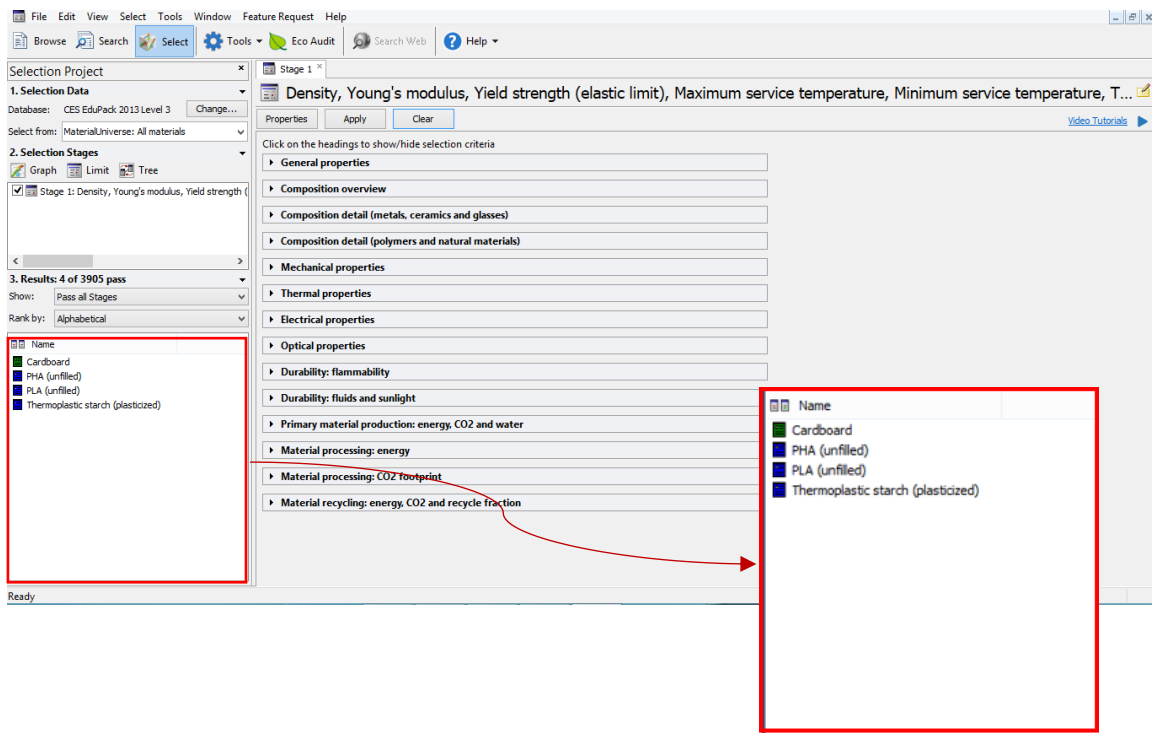 File Edit View Select Tools Window Feature Request Help
Browse Search Select Tools Eco Audit Search Web Help
Selection Project
1. Selection Data
Database: CES EduPack 2013 Level 3 Change...
Select from: MaterialUniverse: All materials
2. Selection Stages
Graph Limit Tree
Stage 1: Density, Young's modulus, Yield strength (
3. Results: 4 of 3905 pass
Show: Pass all Stages
Rank by: Alphabetical
Name
Cardboard
PHA (unfilled)
PLA (unfilled)
Thermoplastic starch (plasticized)
Ready
Stage 1
Density, Young's modulus, Yield strength (elastic limit), Maximum service temperature, Minimum service temperature, T...
Properties Apply Clear Video Tutorials
Click on the headings to show/hide selection criteria
General properties
Composition overview
Composition detail (metals, ceramics and glasses)
Composition detail (polymers and natural materials)
Mechanical properties
Thermal properties
Electrical properties
Optical properties
Durability: flammability
Durability: fluids and sunlight
Primary material production: energy, CO2 and water
Material processing: energy
Material processing: CO2 footprint
Material recycling: energy, CO2 and recycle fraction
Name
Cardboard
PHA (unfilled)
PLA (unfilled)
Thermoplastic starch (plasticized)